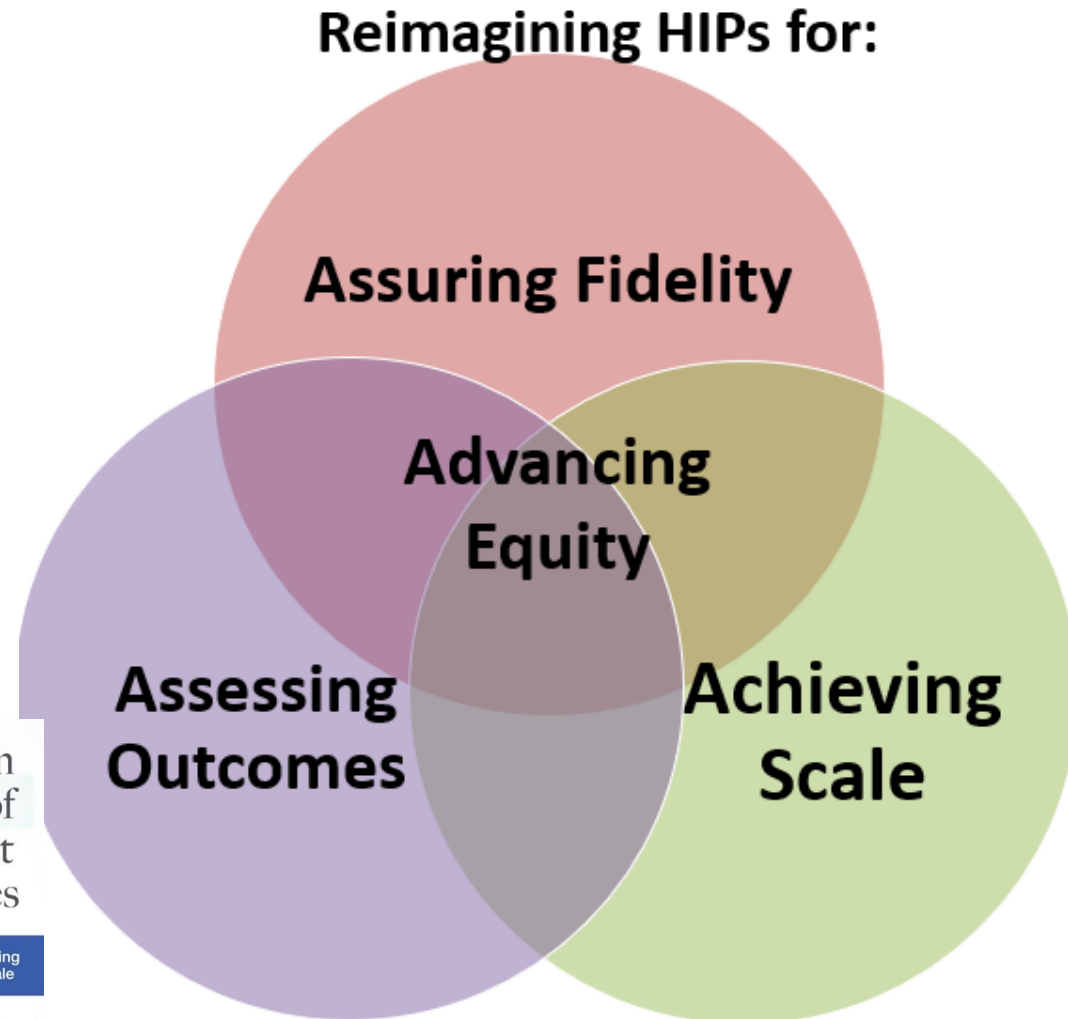 Reimagining HIPs for:
Assuring Fidelity
Advancing
Equity
Assessing
Outcomes
Achieving
Scale